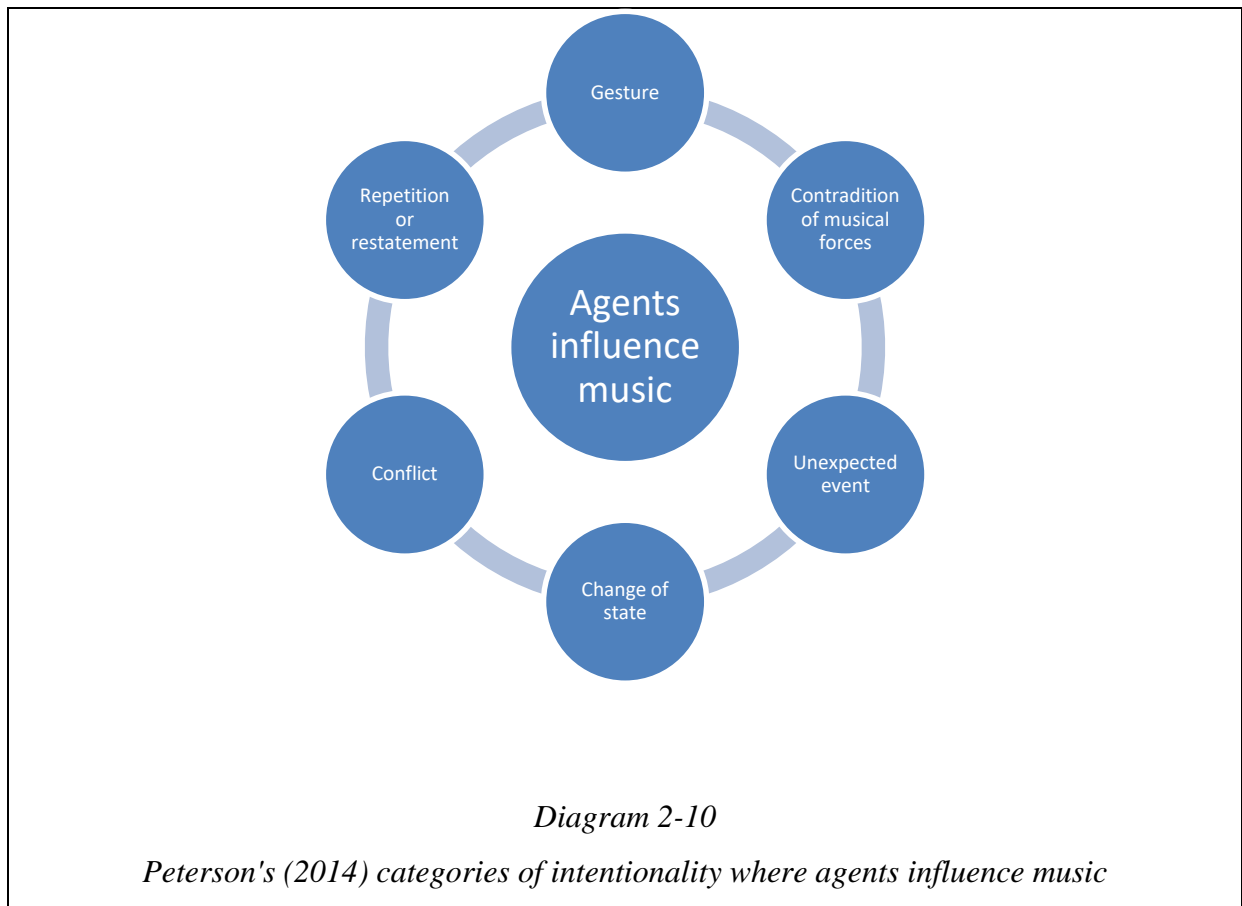 Gesture
Contradition
of musical
forces
Unexpected
event
Change of
state
Conflict
Repetition
or
restatement
Agents
influence
music
Diagram 2-10
Peterson's (2014) categories of intentionality where agents influence music